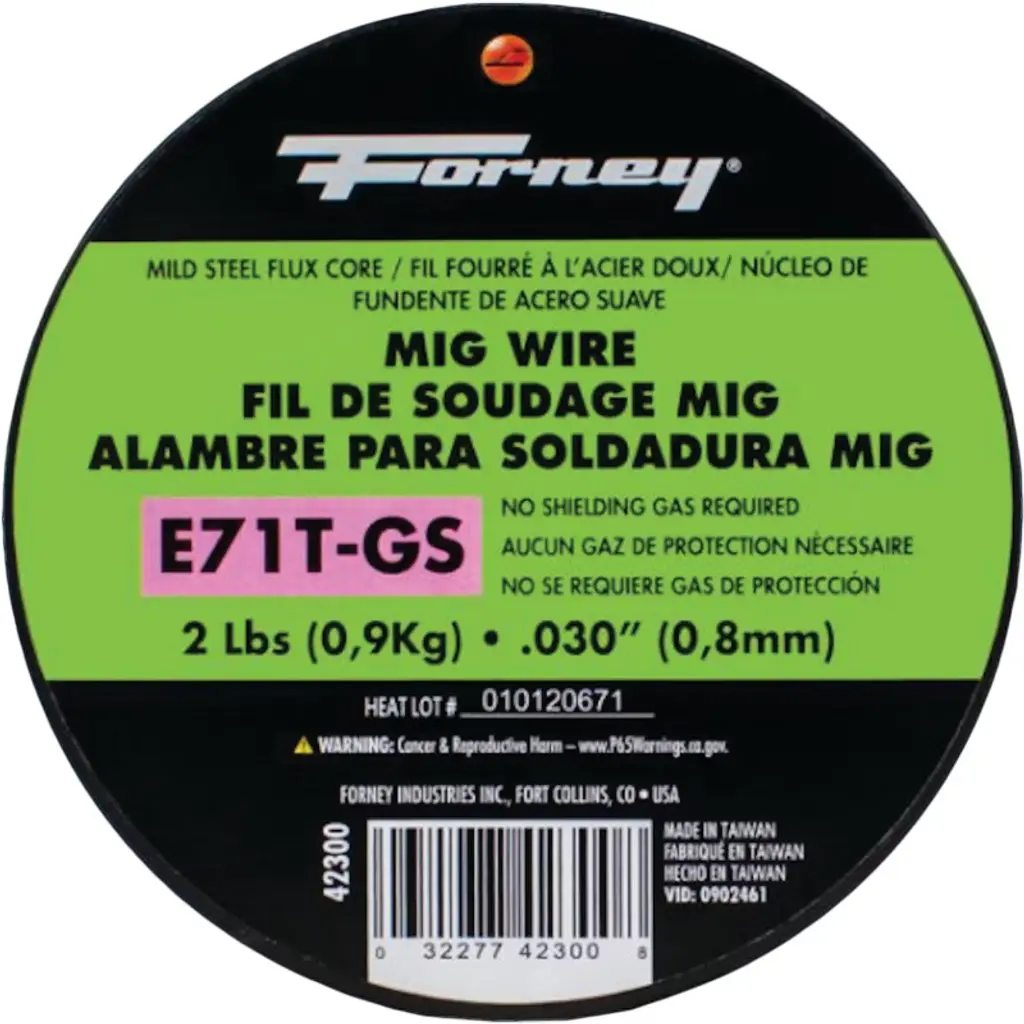 Forney®
MILD STEEL FLUX CORE / FIL FOURRÉ À L'ACIER DOUX/ NÚCLEO DE
FUNDENTE DE ACERO SUAVE
MIG WIRE
FIL DE SOUDAGE MIG
ALAMBRE PARA SOLDADURA MIG
E71T-GS
NO SHIELDING GAS REQUIRED
AUCUN GAZ DE PROTECTION NÉCESSAIRE
NO SE REQUIERE GAS DE PROTECCIÓN
2 Lbs (0,9Kg) • .030" (0,8mm)
HEAT LOT # 010120671
⚠ WARNING: Cancer & Reproductive Harm – www.P65Warnings.ca.gov.
FORNEY INDUSTRIES INC., FORT COLLINS, CO • USA
42300
MADE IN TAIWAN
FABRIQUÉ EN TAIWAN
HECHO EN TAIWAN
VID: 0902461
0 32277 42300 8